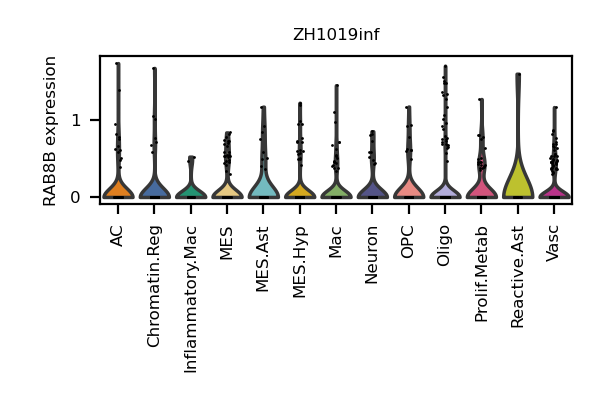 ZH1019inf
RAB8B expression
1
0
AC
Chromatin.Reg
Inflammatory.Mac
MES
MES.Ast
MES.Hyp
Mac
Neuron
OPC
Oligo
Prolif.Metab
Reactive.Ast
Vasc